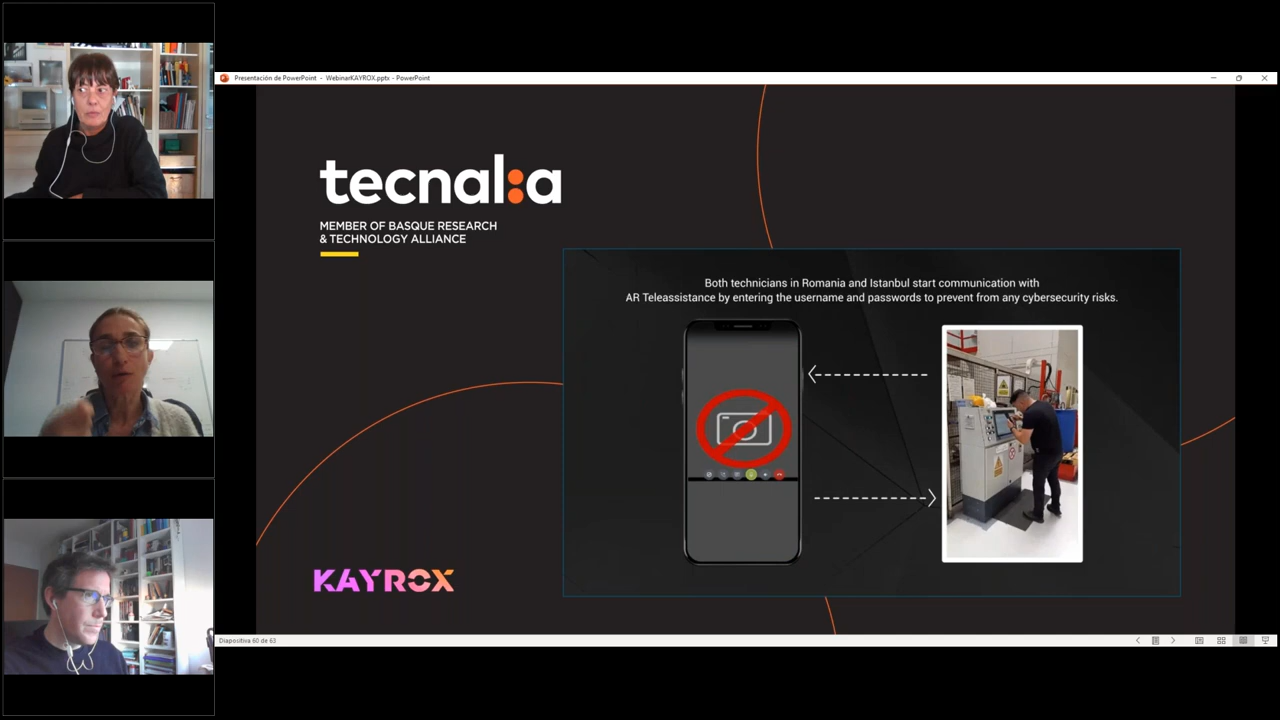 Presentación de PowerPoint - WebinarKAYROX.pptx - PowerPoint
tecnal:a
MEMBER OF BASQUE RESEARCH
& TECHNOLOGY ALLIANCE
Both technicians in Romania and Istanbul start communication with
AR Teleassistance by entering the username and passwords to prevent from any cybersecurity risks.
KAYROX
Diapositiva 60 de 63